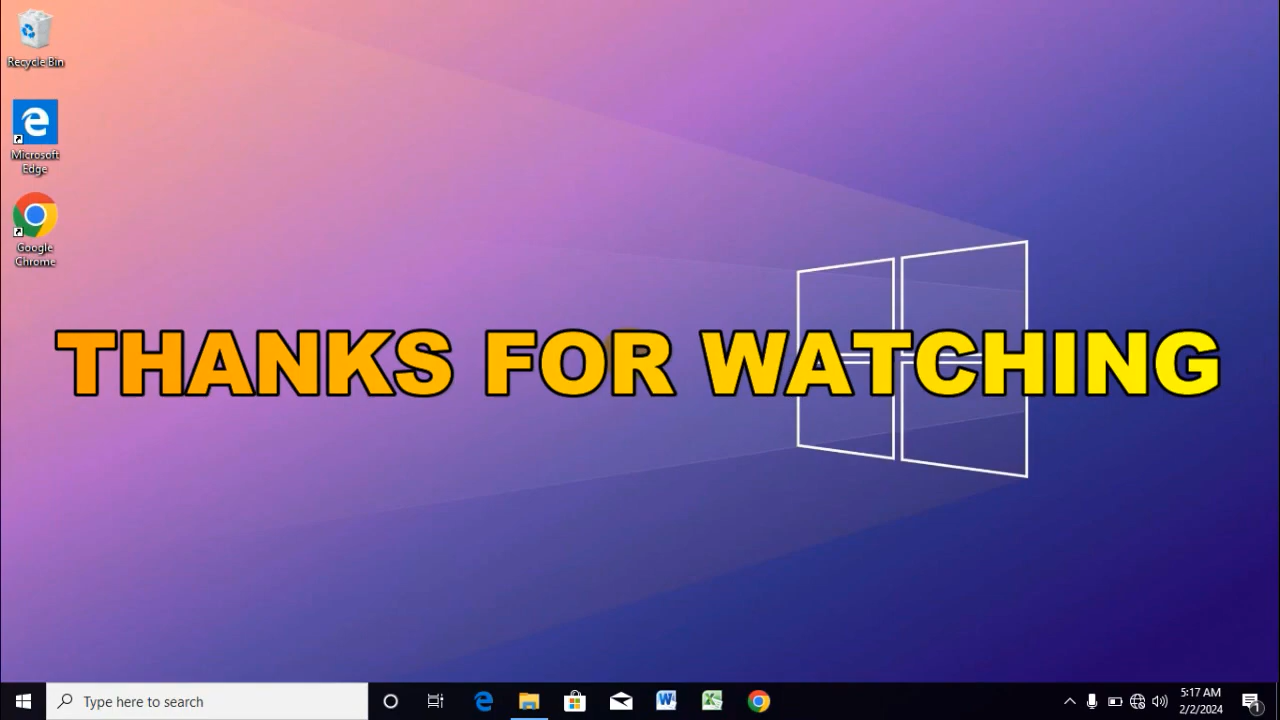 Recycle Bin
Microsoft
Edge
Google
Chrome
THANKS FOR WATCHING
Type here to search
5:17 AM
2/2/2024
1